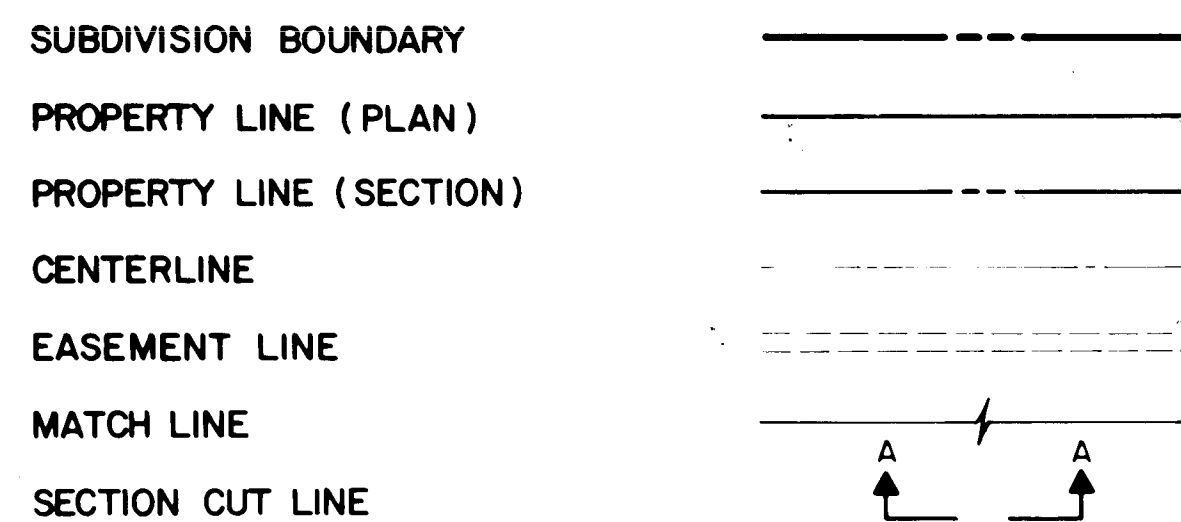 SUBDIVISION BOUNDARY
PROPERTY LINE (PLAN)
PROPERTY LINE (SECTION)
CENTERLINE
EASEMENT LINE
MATCH LINE
A A
SECTION CUT LINE